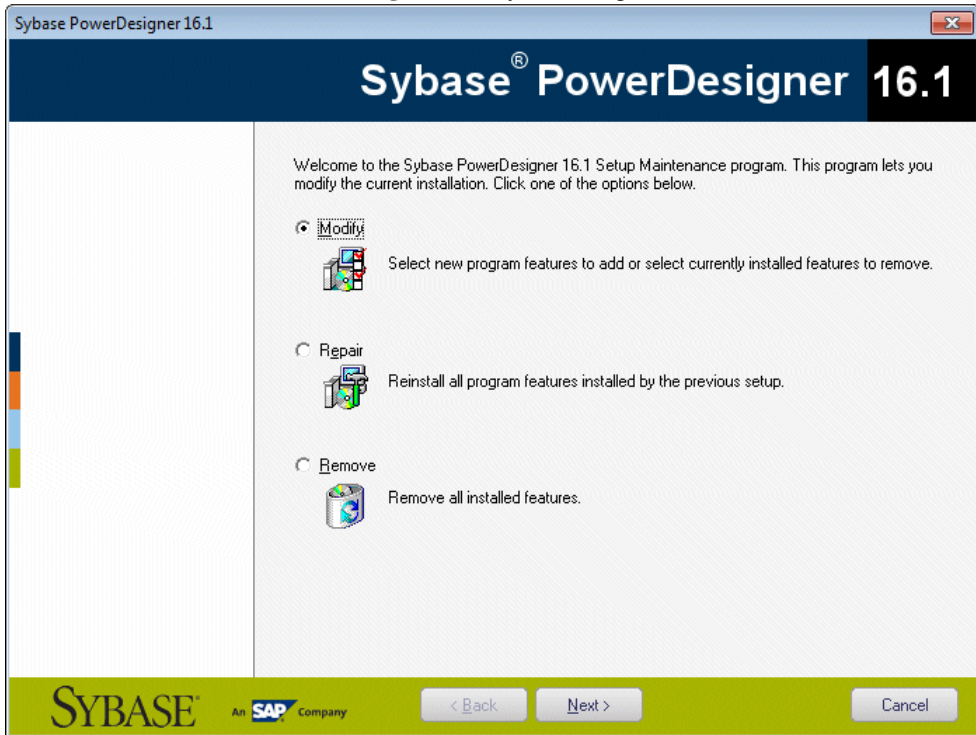 Sybase PowerDesigner 16.1
Sybase® PowerDesigner 16.1
Welcome to the Sybase PowerDesigner 16.1 Setup Maintenance program. This program lets you
modify the current installation. Click one of the options below.
Modify
Select new program features to add or select currently installed features to remove.
Repair
Reinstall all program features installed by the previous setup.
Remove
Remove all installed features.
SYBASE® An SAP Company
< Back
Next >
Cancel